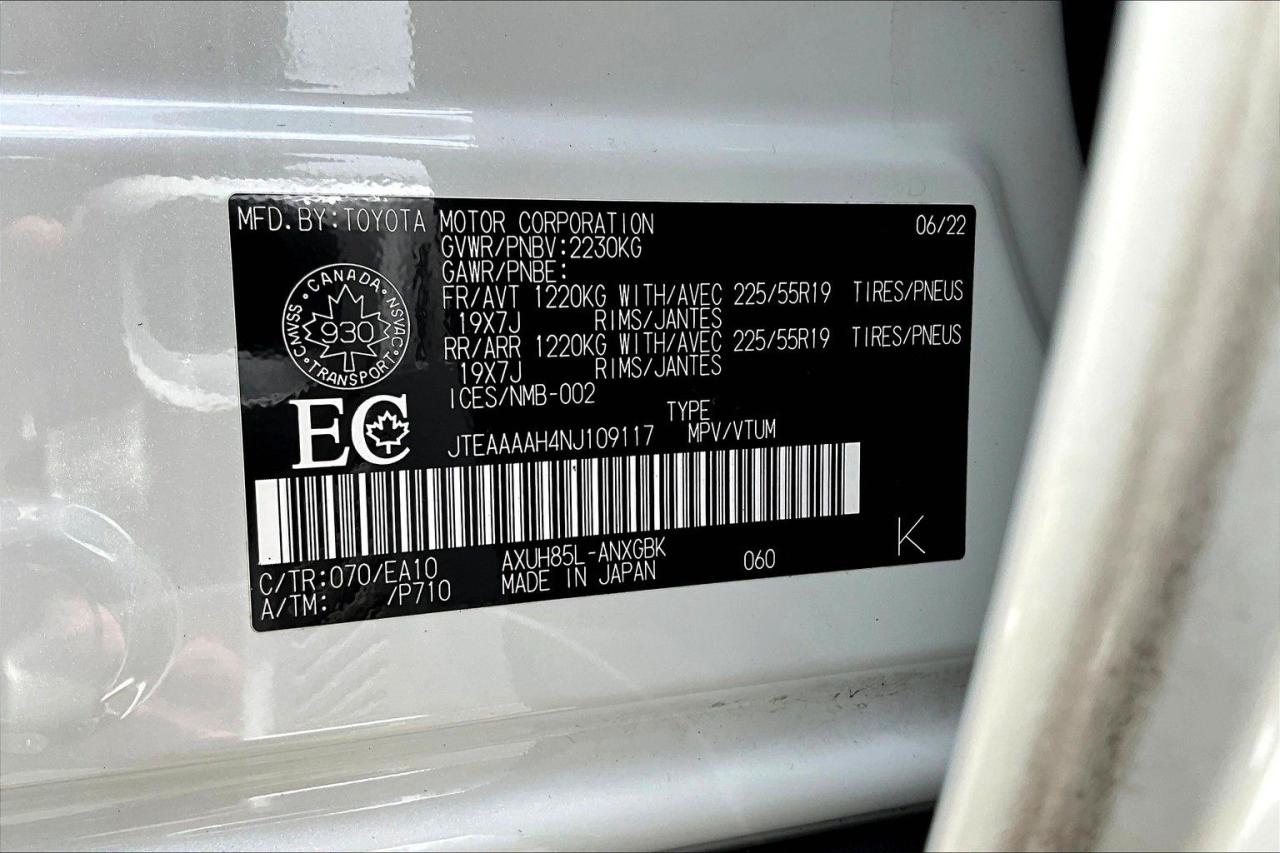 MFD. BY: TOYOTA MOTOR CORPORATION 06/22
GVWR/PNBV: 2230KG
GAWR/PNBE:
FR/AVT 1220KG WITH/AVEC 225/55R19 TIRES/PNEUS
19X7J RIMS/JANTES
RR/ARR 1220KG WITH/AVEC 225/55R19 TIRES/PNEUS
19X7J RIMS/JANTES
ICES/NMB-002
CANADA
CMVSS 930 NSVAC
TRANSPORT
EC
TYPE
JTEAAAAH4NJ109117 MPV/VTUM
C/TR: 070/EA10 AXUH85L-ANXGBK 060 K
A/TM: /P710 MADE IN JAPAN